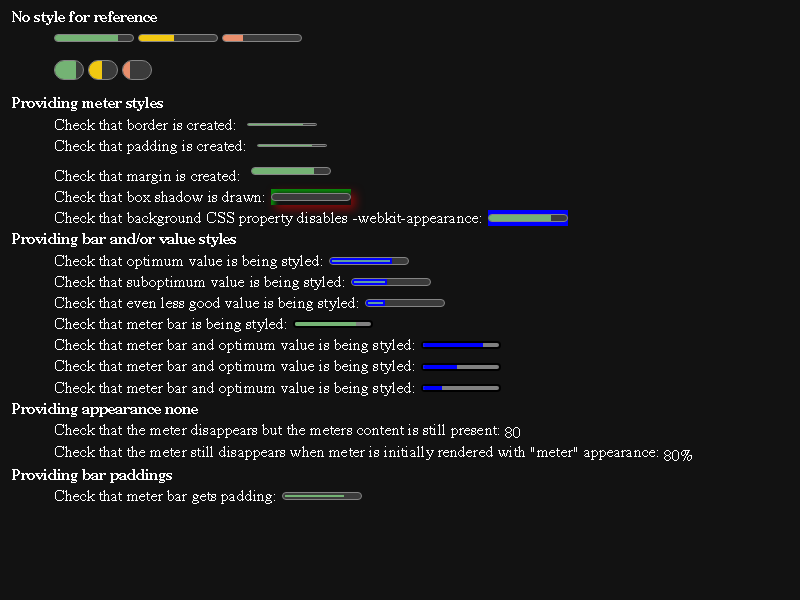 No style for reference
Providing meter styles
Check that border is created:
Check that padding is created:
Check that margin is created:
Check that box shadow is drawn:
Check that background CSS property disables -webkit-appearance:
Providing bar and/or value styles
Check that optimum value is being styled:
Check that suboptimum value is being styled:
Check that even less good value is being styled:
Check that meter bar is being styled:
Check that meter bar and optimum value is being styled:
Check that meter bar and optimum value is being styled:
Check that meter bar and optimum value is being styled:
Providing appearance none
Check that the meter disappears but the meters content is still present: 80
Check that the meter still disappears when meter is initially rendered with "meter" appearance: 80%
Providing bar paddings
Check that meter bar gets padding: